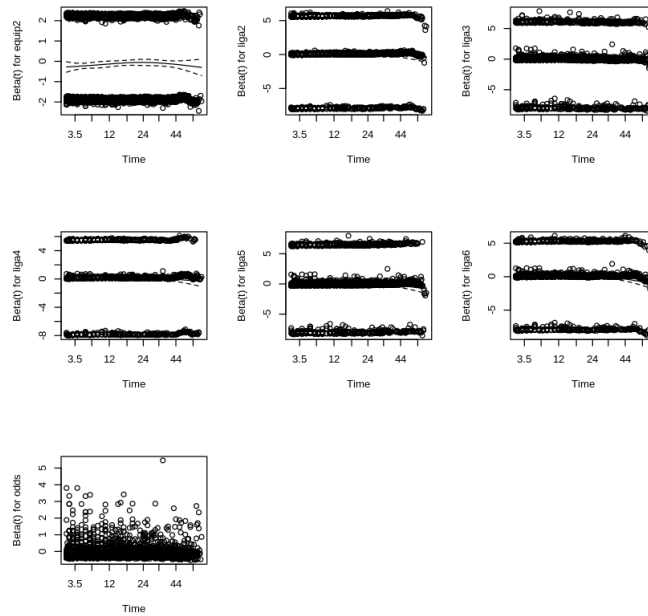 Beta(t) for equip2
2
1
0
-1
-2
3.5 12 24 44
Time
Beta(t) for liga2
5
0
-5
3.5 12 24 44
Time
Beta(t) for liga3
5
0
-5
3.5 12 24 44
Time
Beta(t) for liga4
4
0
-4
-8
3.5 12 24 44
Time
Beta(t) for liga5
5
0
-5
3.5 12 24 44
Time
Beta(t) for liga6
5
0
-5
3.5 12 24 44
Time
Beta(t) for odds
5
4
3
2
1
0
3.5 12 24 44
Time